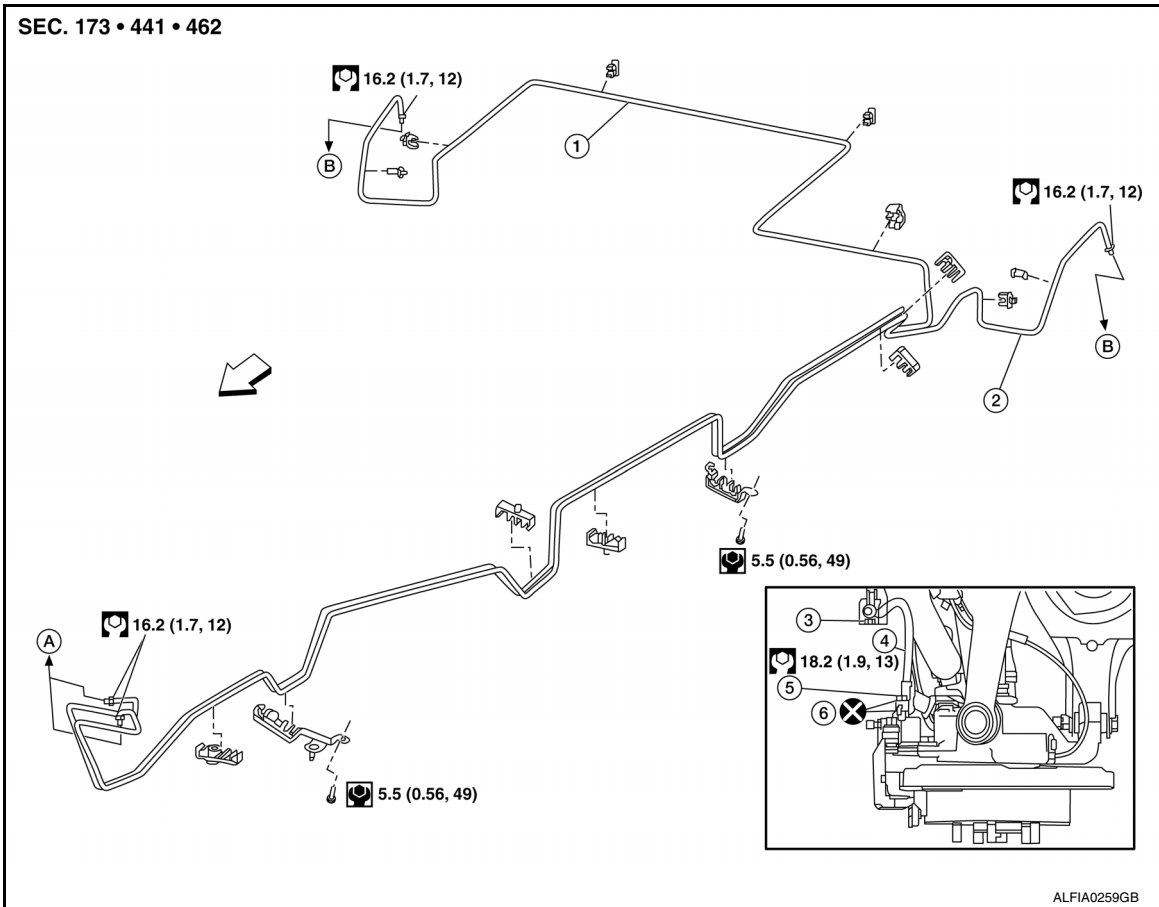 SEC. 173 • 441 • 462
16.2 (1.7, 12)
B
1
16.2 (1.7, 12)
B
2
5.5 (0.56, 49)
A
16.2 (1.7, 12)
5.5 (0.56, 49)
3
4
18.2 (1.9, 13)
5
6
ALFIA0259GB